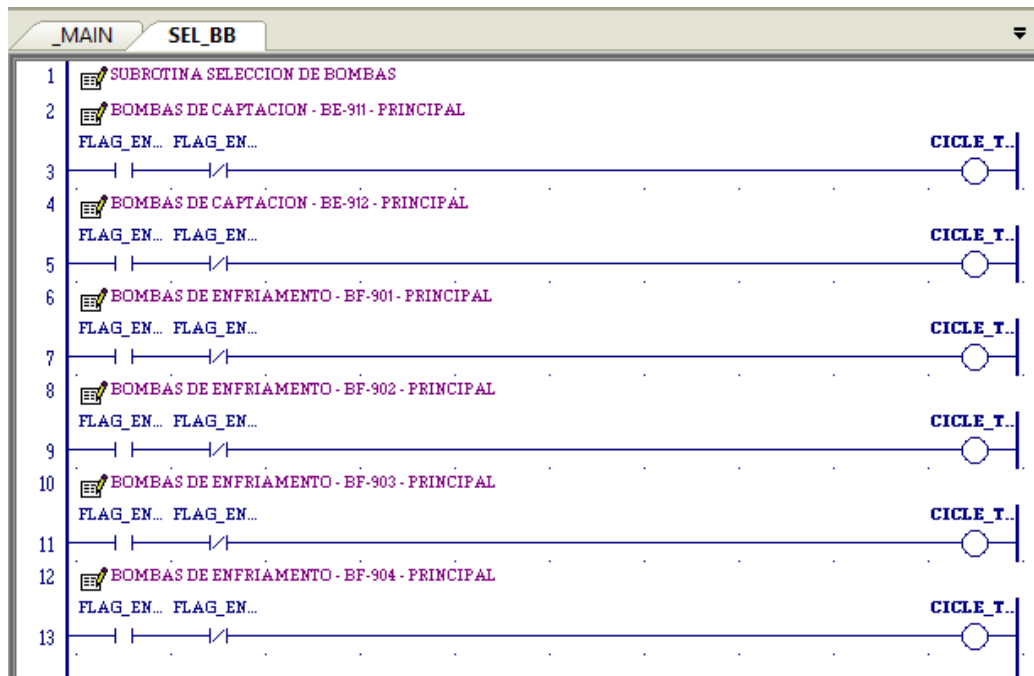 _MAIN SEL_BB
1 SUBROTINA SELECCION DE BOMBAS
2 BOMBAS DE CAPTACION - BE-911 - PRINCIPAL
FLAG_EN... FLAG_EN... CICLE_T..
3
4 BOMBAS DE CAPTACION - BE-912 - PRINCIPAL
FLAG_EN... FLAG_EN... CICLE_T..
5
6 BOMBAS DE ENFRIAMENTO - BF-901 - PRINCIPAL
FLAG_EN... FLAG_EN... CICLE_T..
7
8 BOMBAS DE ENFRIAMENTO - BF-902 - PRINCIPAL
FLAG_EN... FLAG_EN... CICLE_T..
9
10 BOMBAS DE ENFRIAMENTO - BF-903 - PRINCIPAL
FLAG_EN... FLAG_EN... CICLE_T..
11
12 BOMBAS DE ENFRIAMENTO - BF-904 - PRINCIPAL
FLAG_EN... FLAG_EN... CICLE_T..
13